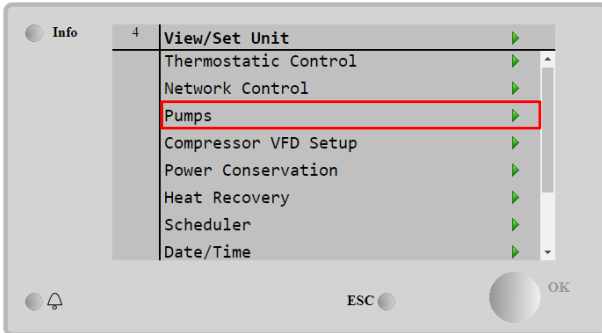 Info
4 View/Set Unit
Thermostatic Control
Network Control
Pumps
Compressor VFD Setup
Power Conservation
Heat Recovery
Scheduler
Date/Time
ESC
OK